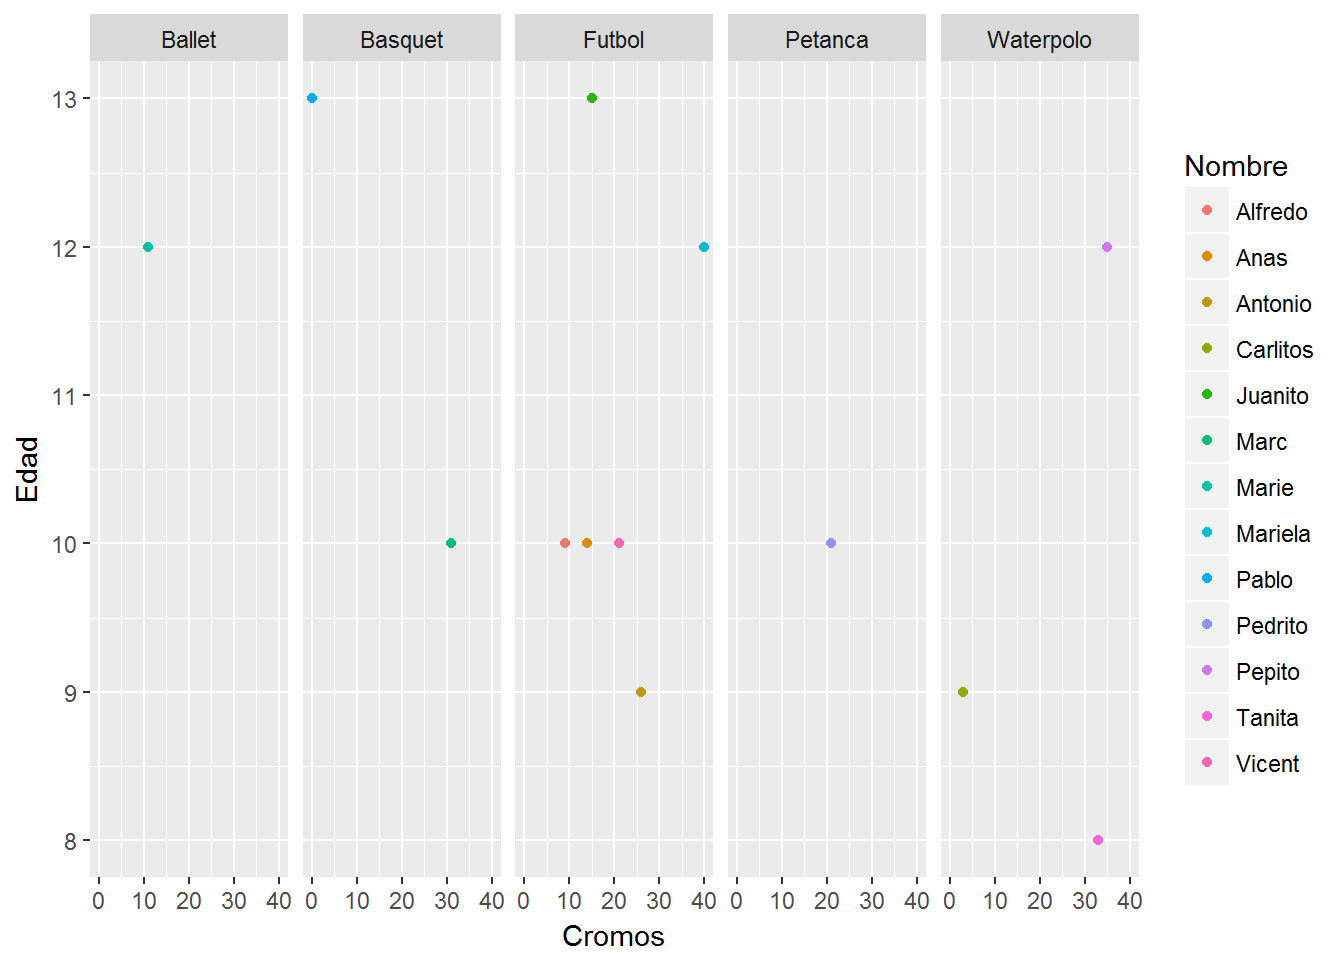 Ballet Basquet Futbol Petanca Waterpolo
13
12
11
10
9
8
Edad
0 10 20 30 40 0 10 20 30 40 0 10 20 30 40 0 10 20 30 40 0 10 20 30 40
Cromos
Nombre
Alfredo
Anas
Antonio
Carlitos
Juanito
Marc
Marie
Mariela
Pablo
Pedrito
Pepito
Tanita
Vicent